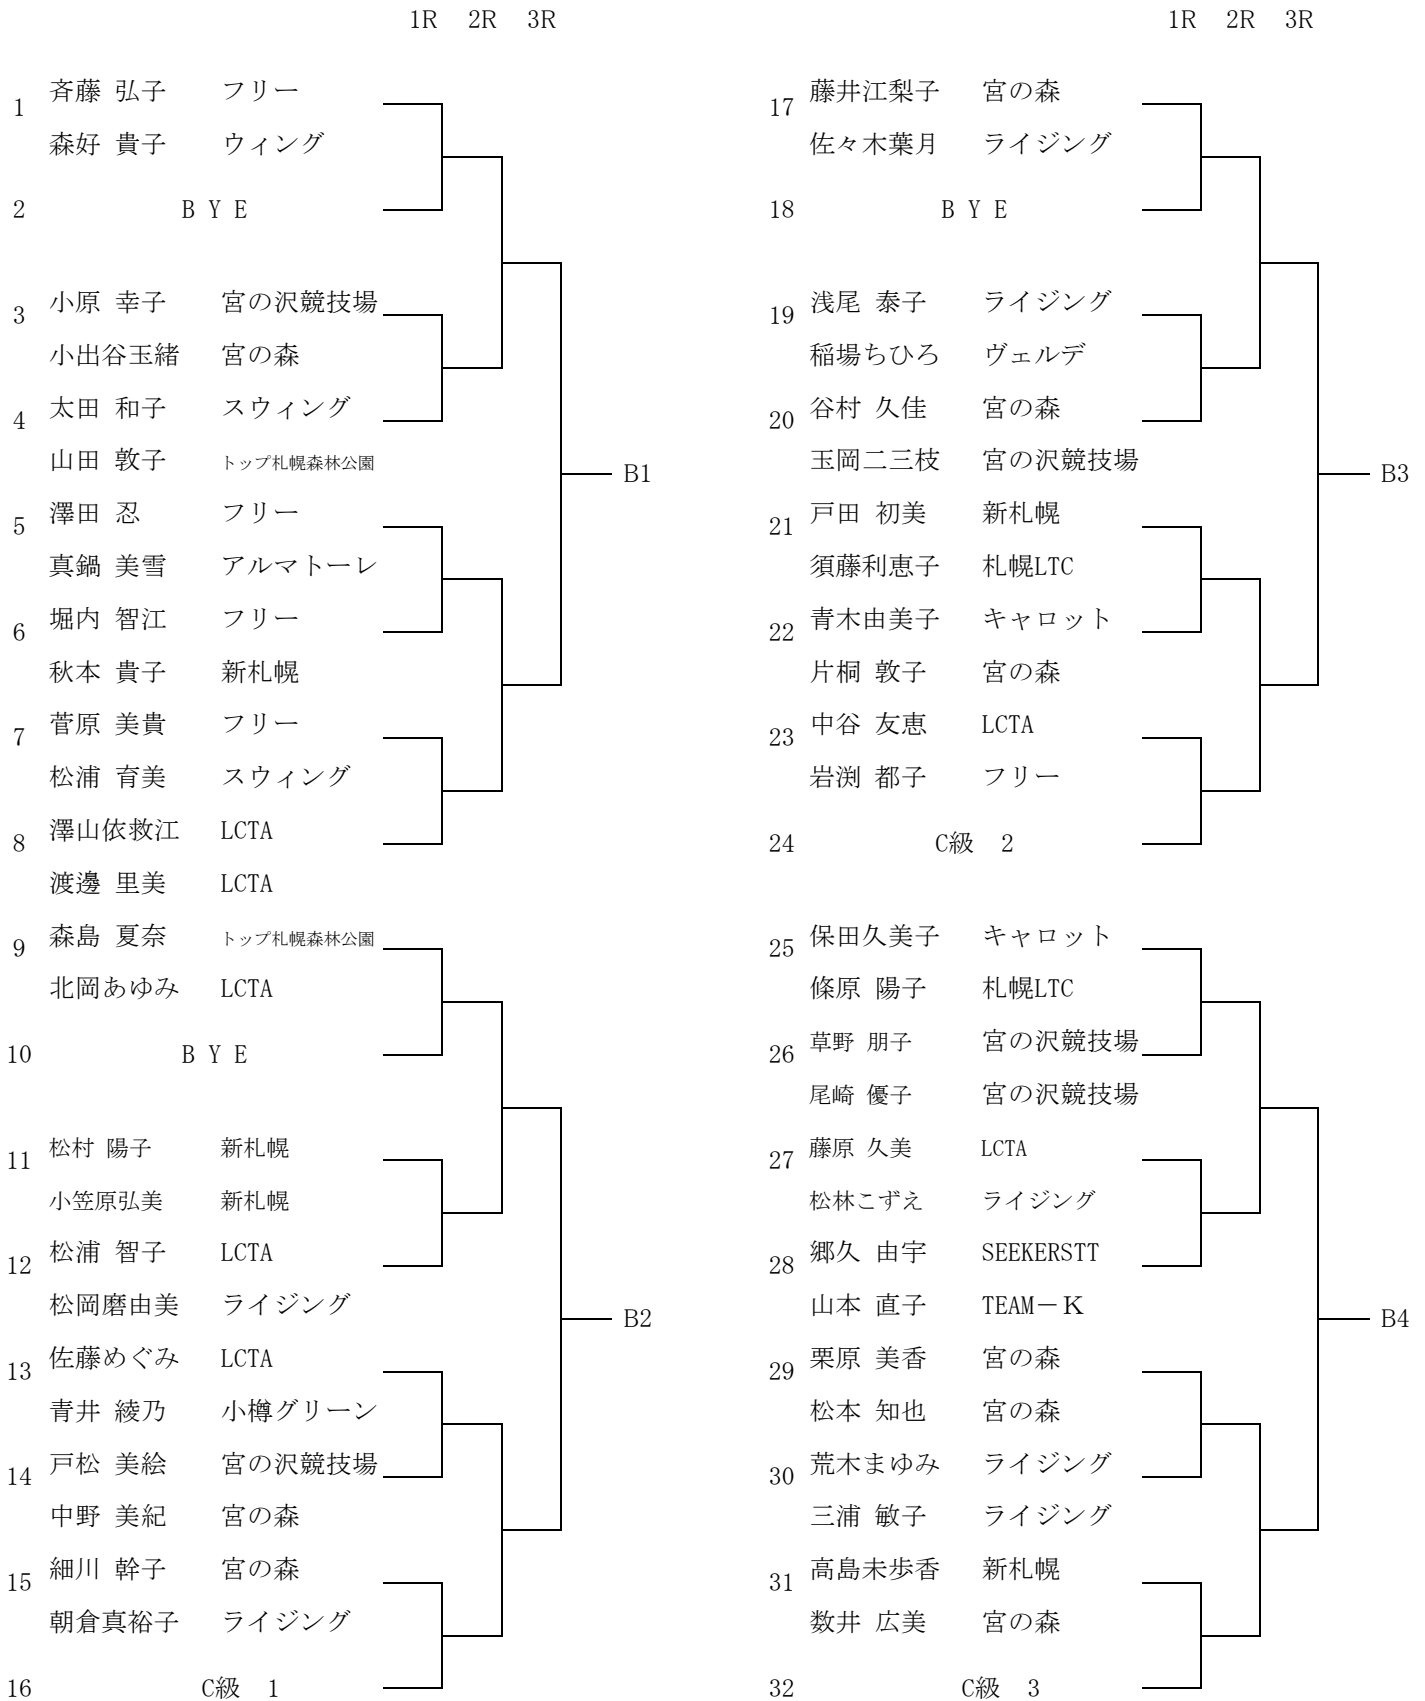 1R 2R 3R
1 斉藤 弘子 フリー
森好 貴子 ウィング
2 BYE
3 小原 幸子 宮の沢競技場
小出谷玉緒 宮の森
4 太田 和子 スウィング
山田 敦子 トップ札幌森林公園
B1
5 澤田 忍 フリー
真鍋 美雪 アルマトーレ
6 堀内 智江 フリー
秋本 貴子 新札幌
7 菅原 美貴 フリー
松浦 育美 スウィング
8 澤山依救江 LCTA
渡邊 里美 LCTA
9 森島 夏奈 トップ札幌森林公園
北岡あゆみ LCTA
10 BYE
11 松村 陽子 新札幌
小笠原弘美 新札幌
12 松浦 智子 LCTA
松岡磨由美 ライジング
B2
13 佐藤めぐみ LCTA
青井 綾乃 小樽グリーン
14 戸松 美絵 宮の沢競技場
中野 美紀 宮の森
15 細川 幹子 宮の森
朝倉真裕子 ライジング
16 C級 1
1R 2R 3R
17 藤井江梨子 宮の森
佐々木葉月 ライジング
18 BYE
19 浅尾 泰子 ライジング
稲場ちひろ ヴェルデ
20 谷村 久佳 宮の森
玉岡二三枝 宮の沢競技場
B3
21 戸田 初美 新札幌
須藤利恵子 札幌LTC
22 青木由美子 キャロット
片桐 敦子 宮の森
23 中谷 友恵 LCTA
岩渕 都子 フリー
24 C級 2
25 保田久美子 キャロット
條原 陽子 札幌LTC
26 草野 朋子 宮の沢競技場
尾崎 優子 宮の沢競技場
27 藤原 久美 LCTA
松林こずえ ライジング
28 郷久 由宇 SEEKERSTT
山本 直子 TEAM－K
B4
29 栗原 美香 宮の森
松本 知也 宮の森
30 荒木まゆみ ライジング
三浦 敏子 ライジング
31 高島未歩香 新札幌
数井 広美 宮の森
32 C級 3